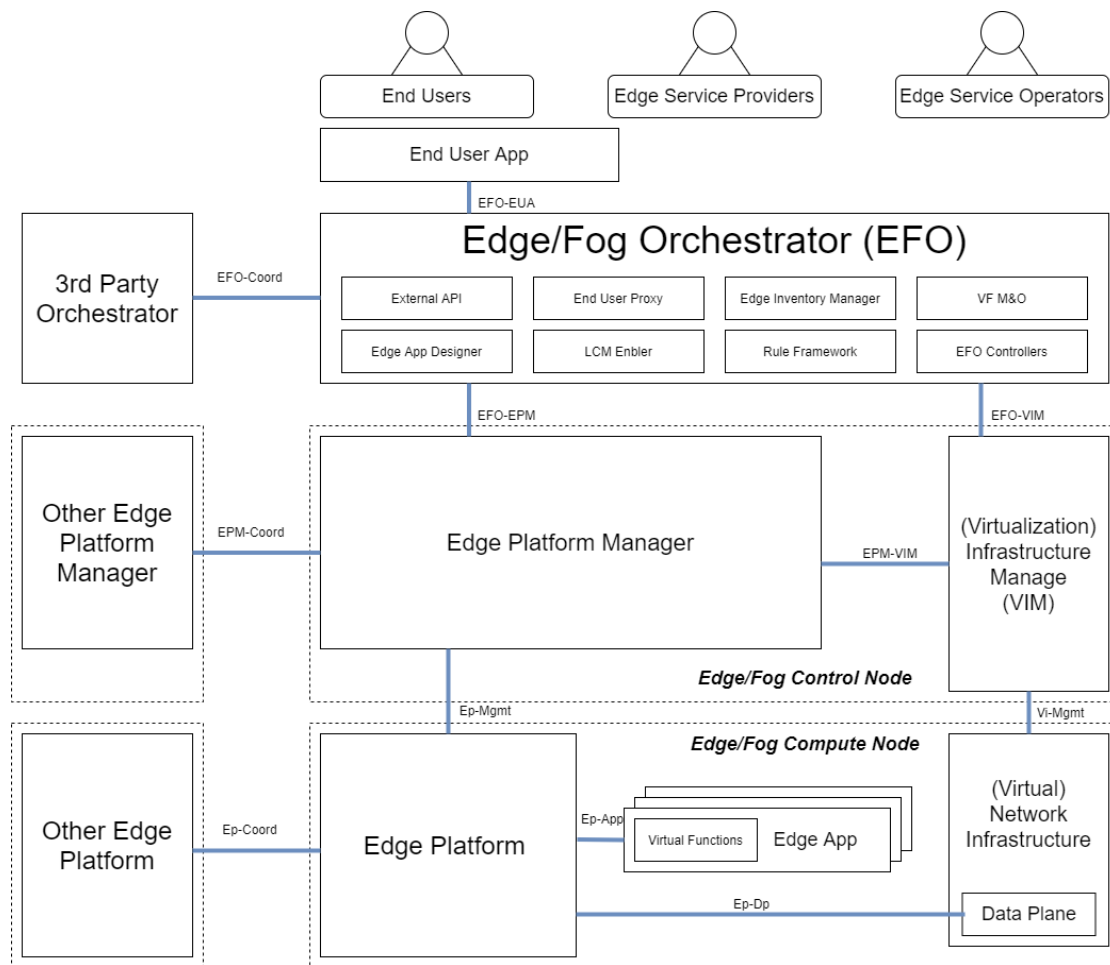 End Users
Edge Service Providers
Edge Service Operators
End User App
EFO-EUA
Edge/Fog Orchestrator (EFO)
3rd Party
Orchestrator
EFO-Coord
External API
End User Proxy
Edge Inventory Manager
VF M&O
Edge App Designer
LCM Enbler
Rule Framework
EFO Controllers
EFO-EPM
EFO-VIM
Other Edge
Platform
Manager
EPM-Coord
Edge Platform Manager
EPM-VIM
(Virtualization)
Infrastructure
Manage
(VIM)
Edge/Fog Control Node
Ep-Mgmt
Vi-Mgmt
Edge/Fog Compute Node
Other Edge
Platform
Ep-Coord
Edge Platform
Ep-App
Virtual Functions
Edge App
(Virtual)
Network
Infrastructure
Ep-Dp
Data Plane